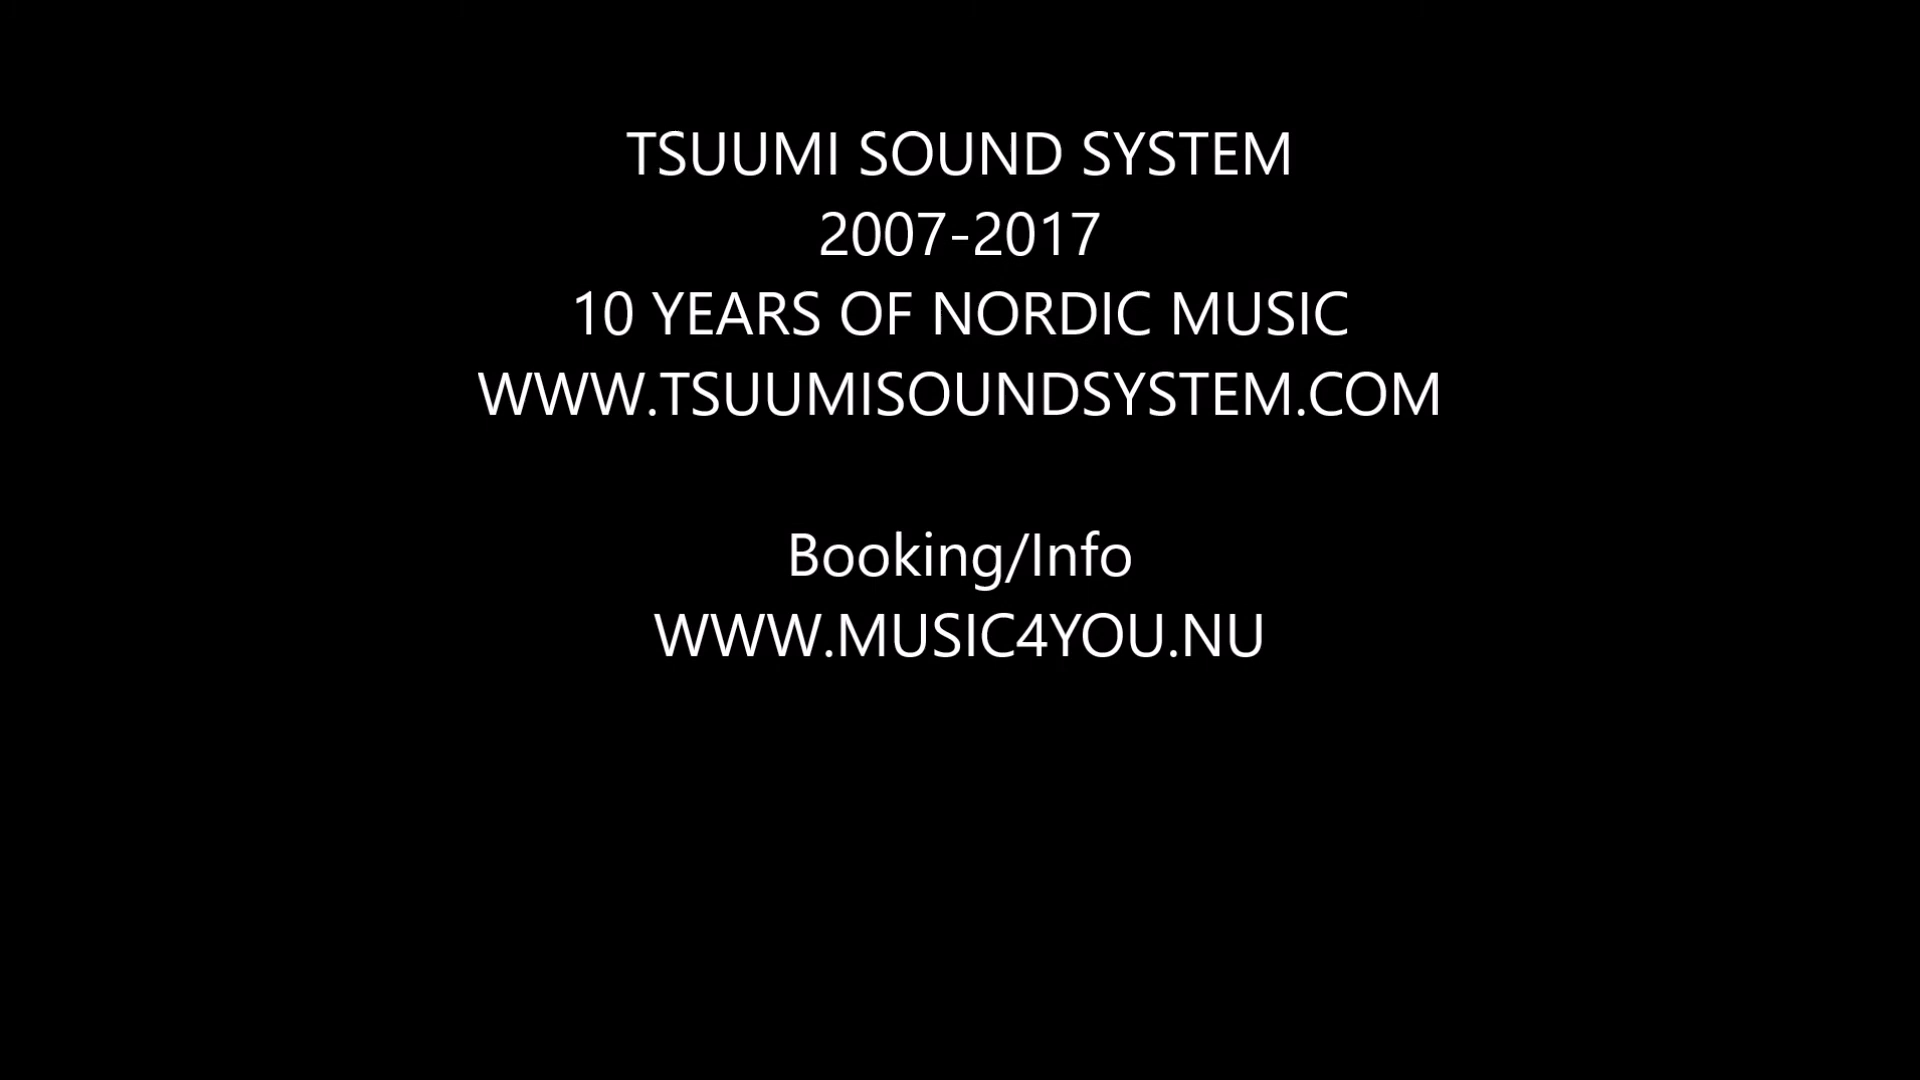 TSUUMI SOUND SYSTEM
2007-2017
10 YEARS OF NORDIC MUSIC
WWW.TSUUMISOUNDSYSTEM.COM
Booking/Info
WWW.MUSIC4YOU.NU